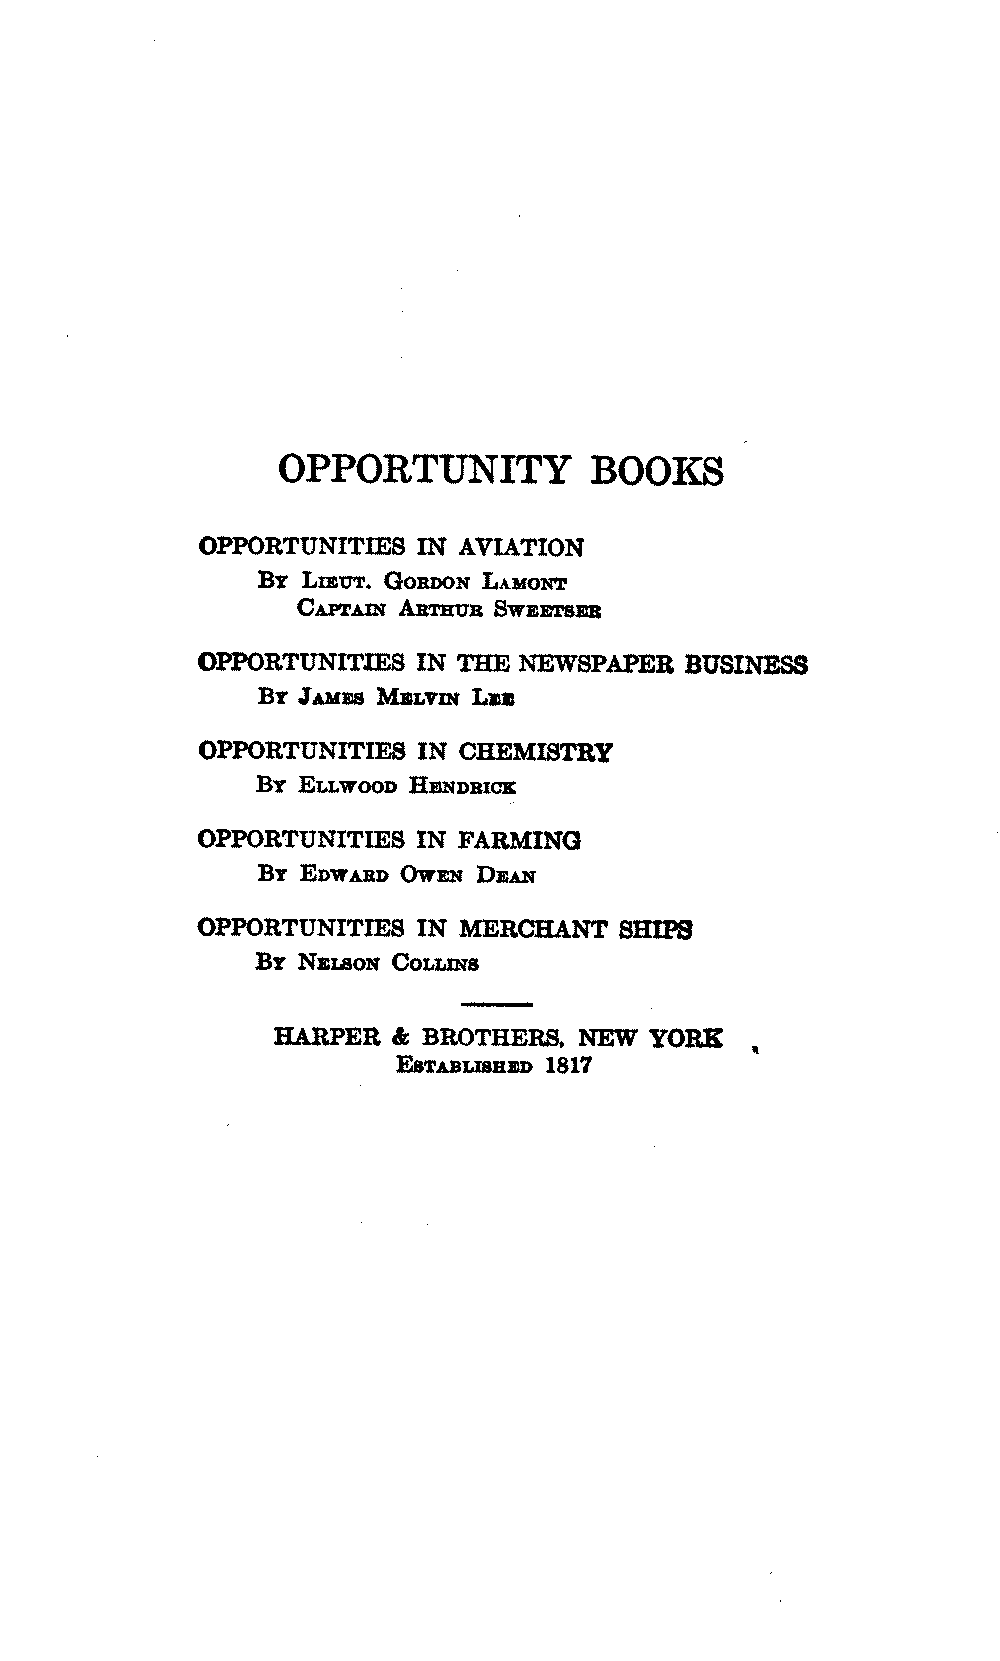 OPPORTUNITY BOOKS
OPPORTUNITIES IN AVIATION
By Lieut. Gordon Lamont
Captain Arthur Sweetser
OPPORTUNITIES IN THE NEWSPAPER BUSINESS
By James Melvin Lee
OPPORTUNITIES IN CHEMISTRY
By Ellwood Hendrick
OPPORTUNITIES IN FARMING
By Edward Owen Dean
OPPORTUNITIES IN MERCHANT SHIPS
By Nelson Collins
HARPER & BROTHERS, NEW YORK
Established 1817